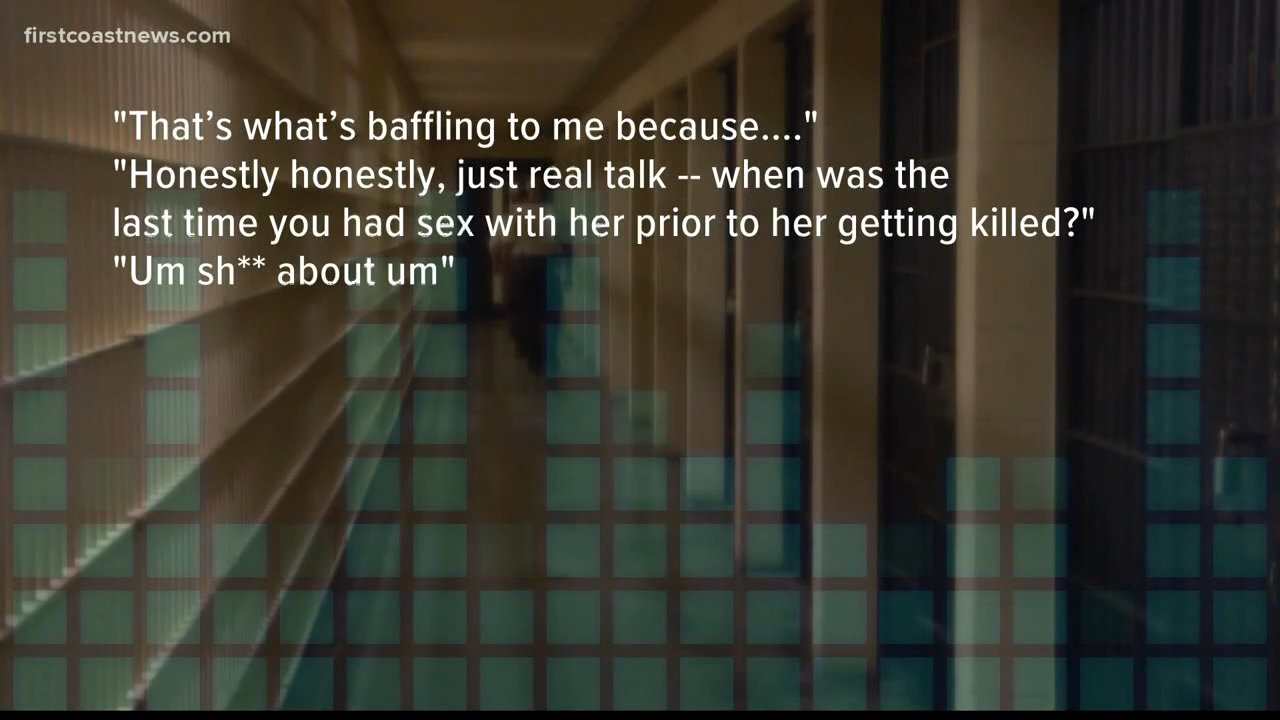 firstcoastnews.com
"That’s what’s baffling to me because...."
"Honestly honestly, just real talk -- when was the
last time you had sex with her prior to her getting killed?"
"Um sh** about um"